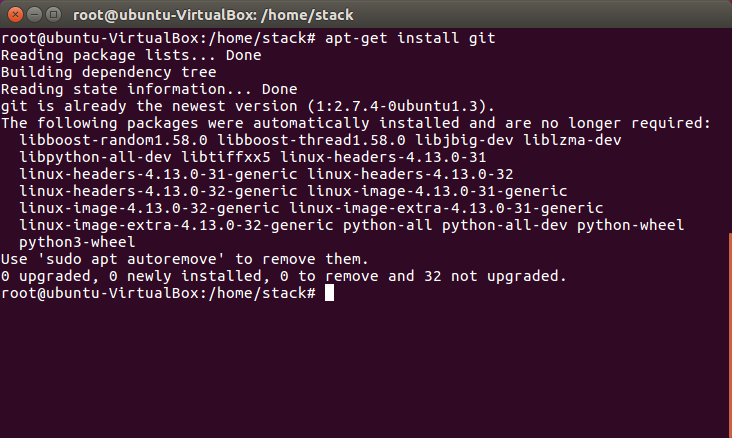 root@ubuntu-VirtualBox: /home/stack
root@ubuntu-VirtualBox:/home/stack# apt-get install git
Reading package lists... Done
Building dependency tree
Reading state information... Done
git is already the newest version (1:2.7.4-0ubuntu1.3).
The following packages were automatically installed and are no longer required:
  libboost-random1.58.0 libboost-thread1.58.0 libjbig-dev liblzma-dev
  libpython-all-dev libtiffxx5 linux-headers-4.13.0-31
  linux-headers-4.13.0-31-generic linux-headers-4.13.0-32
  linux-headers-4.13.0-32-generic linux-image-4.13.0-31-generic
  linux-image-4.13.0-32-generic linux-image-extra-4.13.0-31-generic
  linux-image-extra-4.13.0-32-generic python-all python-all-dev python-wheel
  python3-wheel
Use 'sudo apt autoremove' to remove them.
0 upgraded, 0 newly installed, 0 to remove and 32 not upgraded.
root@ubuntu-VirtualBox:/home/stack#